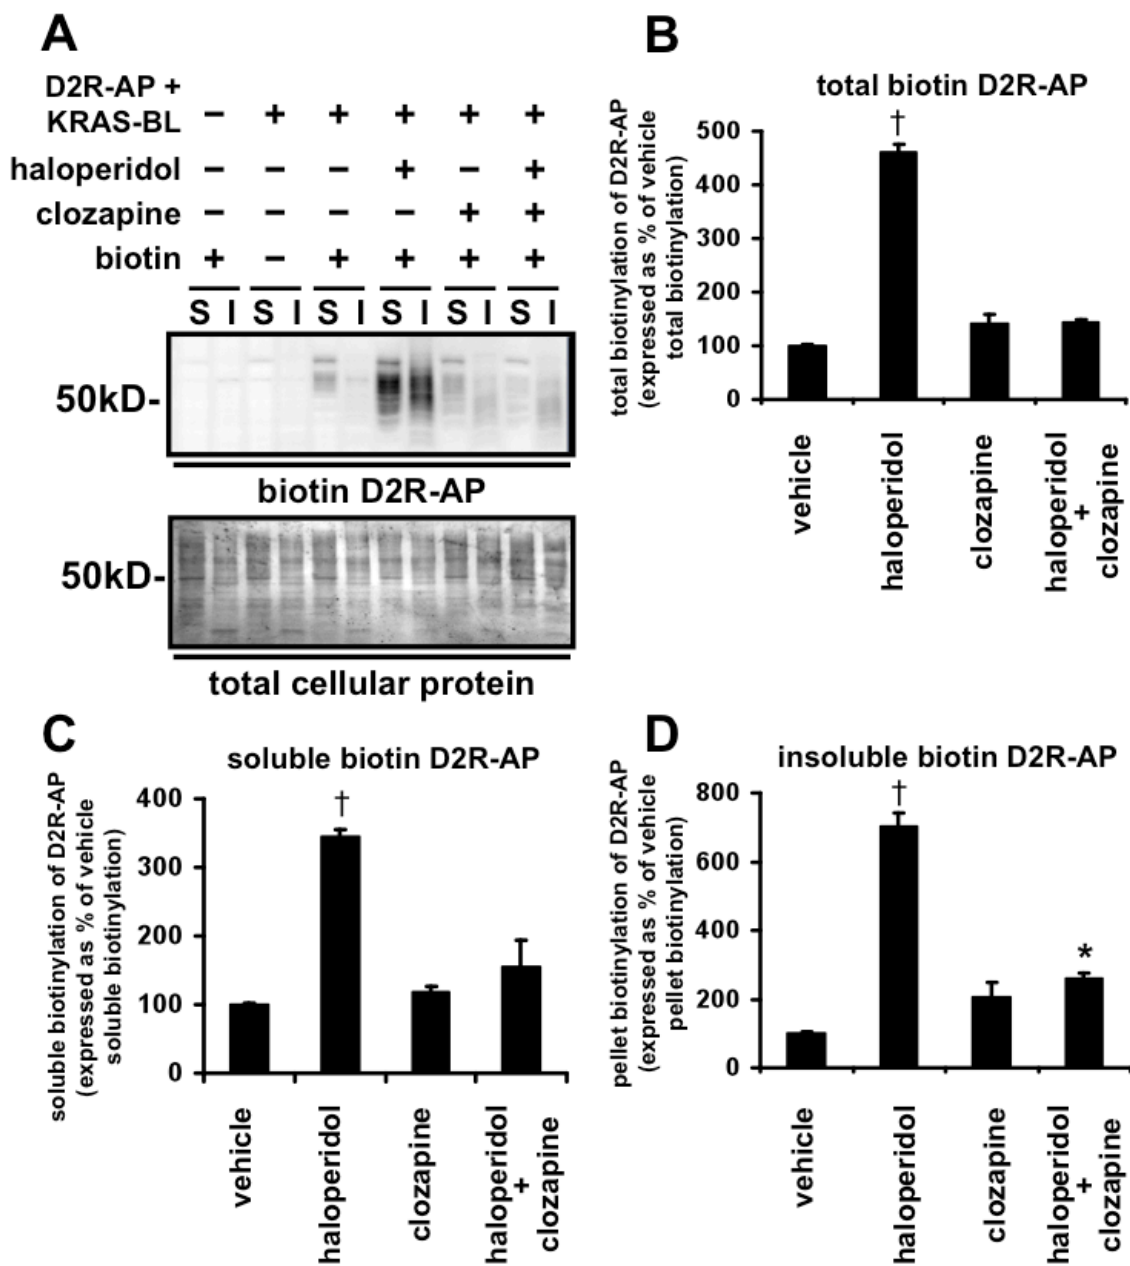 A
D2R-AP +
KRAS-BL − + + + + +
haloperidol − − − + − +
clozapine − − − − + +
biotin + − + + + +
S I S I S I S I S I S I
50kD-
biotin D2R-AP
50kD-
total cellular protein
B
total biotin D2R-AP
total biotinylation of D2R-AP
(expressed as % of vehicle
total biotinylation)
500
400
300
200
100
0
†
vehicle
haloperidol
clozapine
haloperidol
+
clozapine
C
soluble biotin D2R-AP
soluble biotinylation of D2R-AP
(expressed as % of vehicle
soluble biotinylation)
400
300
200
100
0
†
vehicle
haloperidol
clozapine
haloperidol
+
clozapine
D
insoluble biotin D2R-AP
pellet biotinylation of D2R-AP
(expressed as % of vehicle
pellet biotinylation)
800
600
400
200
0
†
*
vehicle
haloperidol
clozapine
haloperidol
+
clozapine